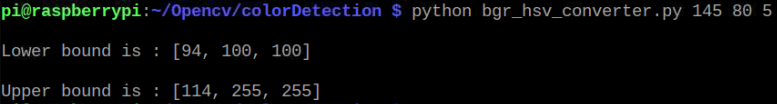 pi@raspberrypi:~/Opencv/colorDetection $ python bgr_hsv_converter.py 145 80 5
Lower bound is : [94, 100, 100]
Upper bound is : [114, 255, 255]